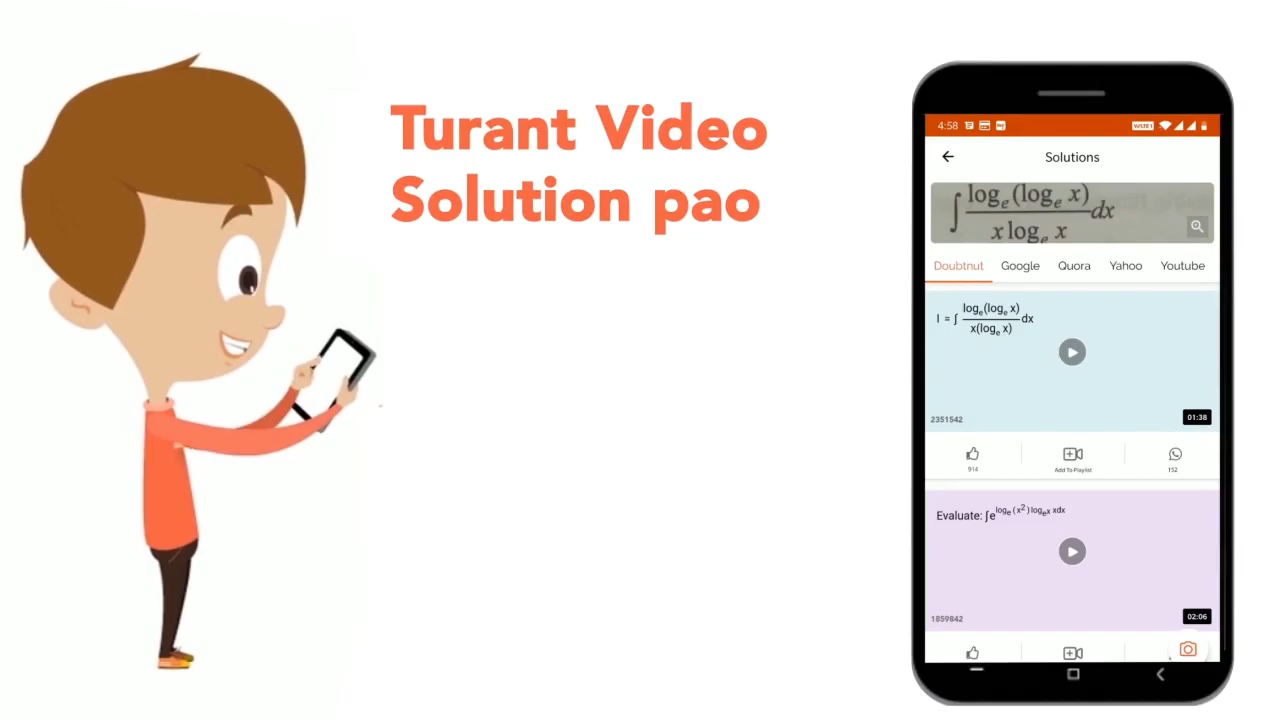 Turant Video
Solution pao
4:58
Solutions
∫ logₑ(logₑ x) / x logₑ x dx
Doubtnut Google Quora Yahoo Youtube
I = ∫ logₑ(logₑ x) / x(logₑ x) dx
2351542 01:38
914 Add To Playlist 152
Evaluate: ∫e^logₑ(x²)logₑx xdx
1859842 02:06